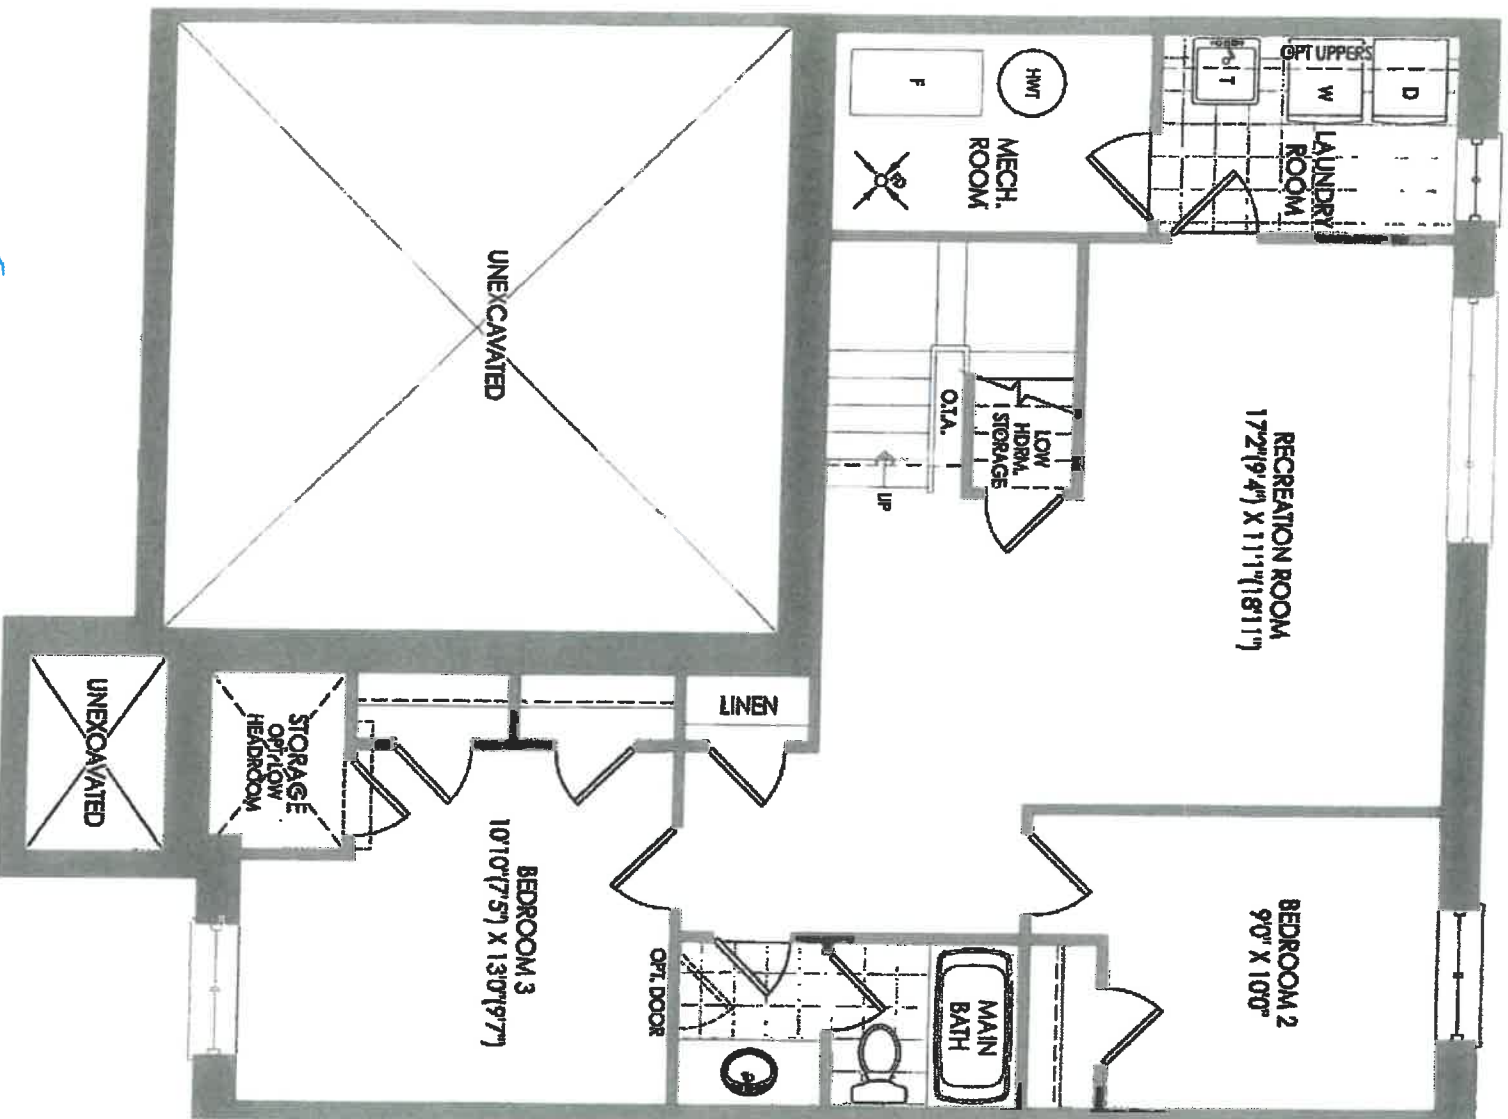 OPT UPPERS
D
W
T
LAUNDRY
ROOM
HWT
F
MECH.
ROOM
FD
UNEXCAVATED
RECREATION ROOM
17'2"(9'4") X 11'1"(18'11")
LOW
HDRM.
STORAGE
O.T.A.
UP
LINEN
STORAGE
OPT. LOW
HEADROOM
UNEXCAVATED
BEDROOM 3
10'10"(7'5") X 13'0"(9'7")
OPT. DOOR
MAIN
BATH
BEDROOM 2
9'0" X 10'0"